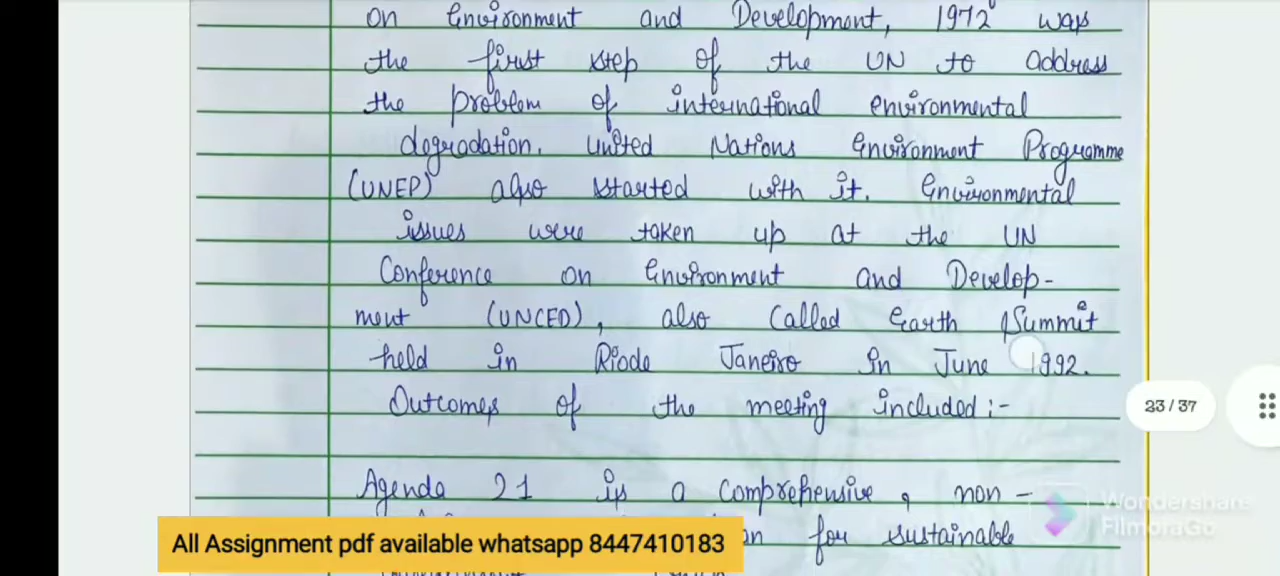 on Environment and Development, 1972 was
the first step of the UN to address
the problem of international environmental
degradation. United Nations Environment Programme
(UNEP) also started with it. Environmental
issues were taken up at the UN
Conference on Environment and Develop-
ment (UNCED), also called Earth Summit
held in Riode Janeiro in June 1992.
Outcomes of the meeting included :-
23 / 37
Agenda 21 is a comprehensive, non-
Wondershare
FilmoraGo
for sustainable
All Assignment pdf available whatsapp 8447410183